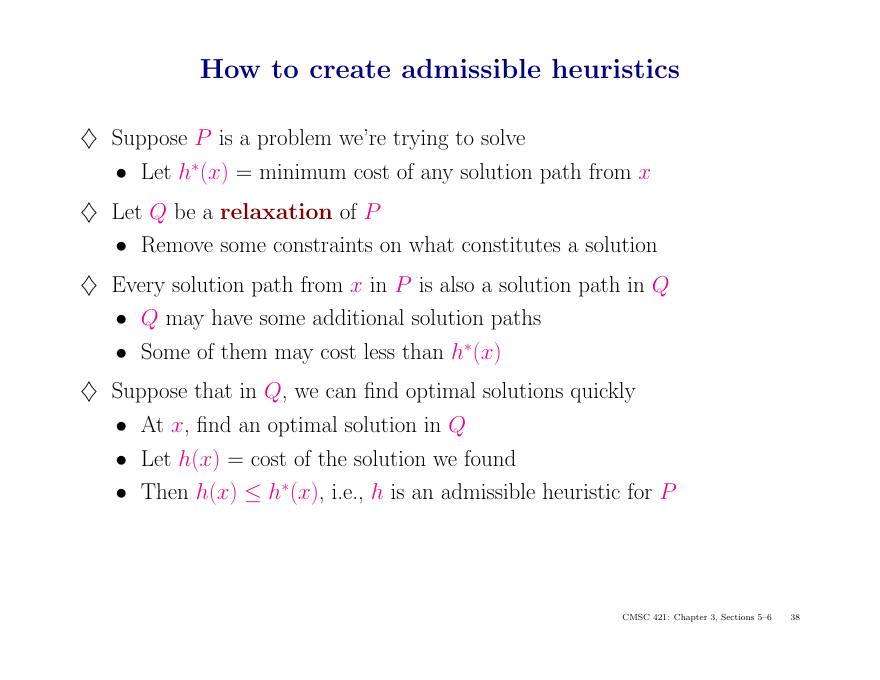 How to create admissible heuristics
♢ Suppose P is a problem we're trying to solve
• Let h*(x) = minimum cost of any solution path from x
♢ Let Q be a relaxation of P
• Remove some constraints on what constitutes a solution
♢ Every solution path from x in P is also a solution path in Q
• Q may have some additional solution paths
• Some of them may cost less than h*(x)
♢ Suppose that in Q, we can find optimal solutions quickly
• At x, find an optimal solution in Q
• Let h(x) = cost of the solution we found
• Then h(x) ≤ h*(x), i.e., h is an admissible heuristic for P
CMSC 421: Chapter 3, Sections 5–6 38